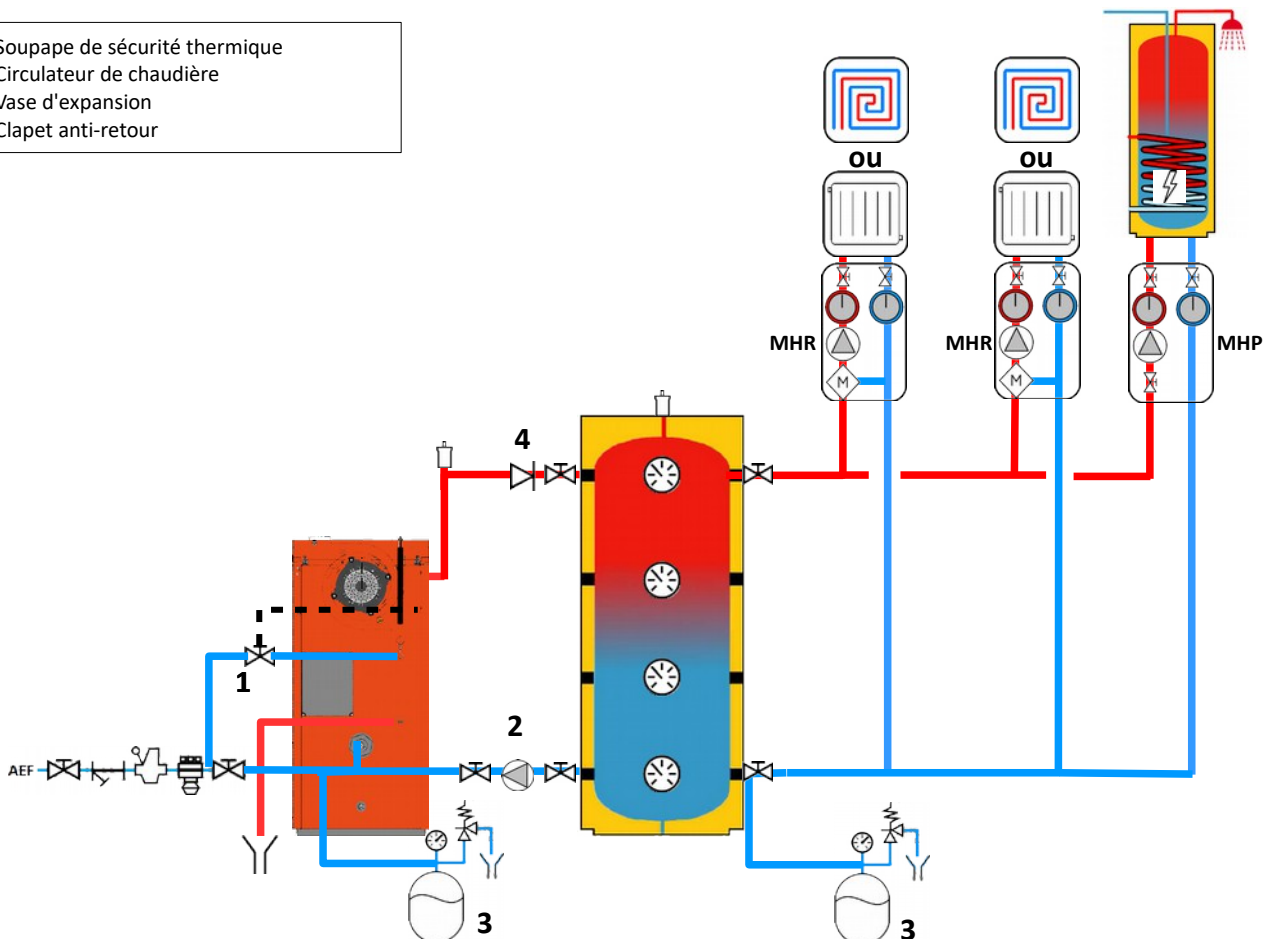 Soupape de sécurité thermique
Circulateur de chaudière
Vase d'expansion
Clapet anti-retour
ou
ou
MHR
MHR
MHP
M
M
4
1
2
AEF
3
3